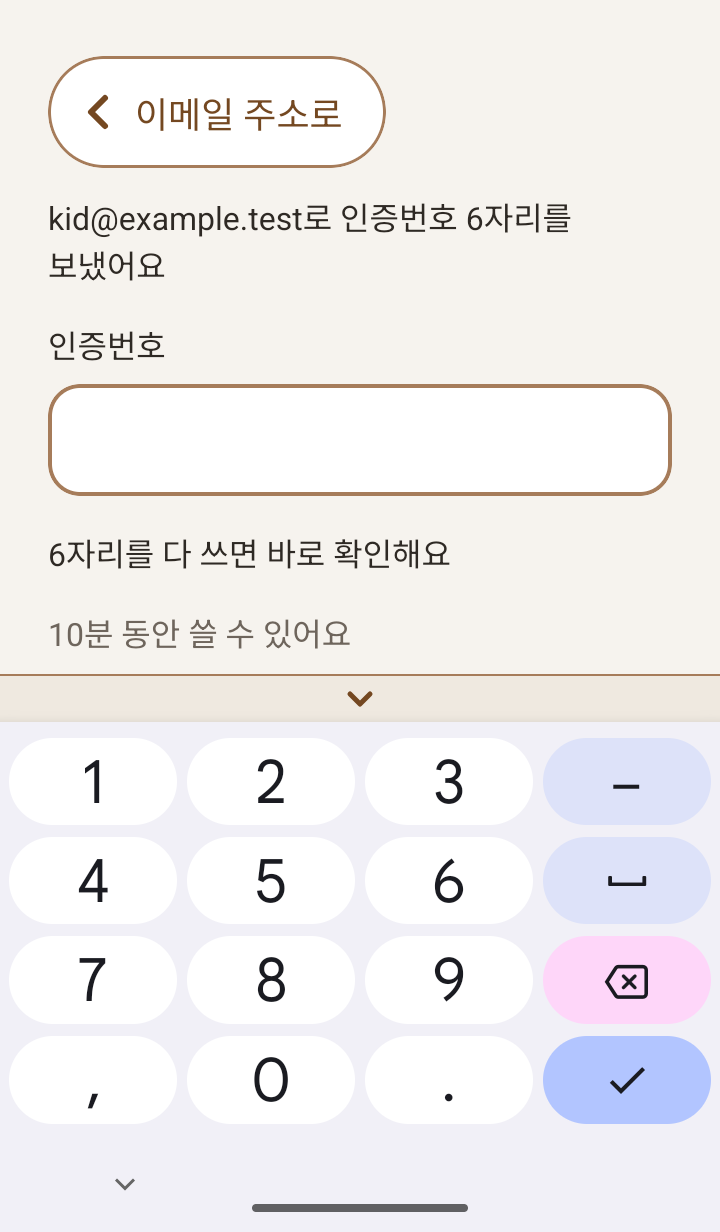 이메일 주소로
kid@example.test로 인증번호 6자리를
보냈어요
인증번호
6자리를 다 쓰면 바로 확인해요
10분 동안 쓸 수 있어요
1 2 3 –
4 5 6
7 8 9
, 0 .